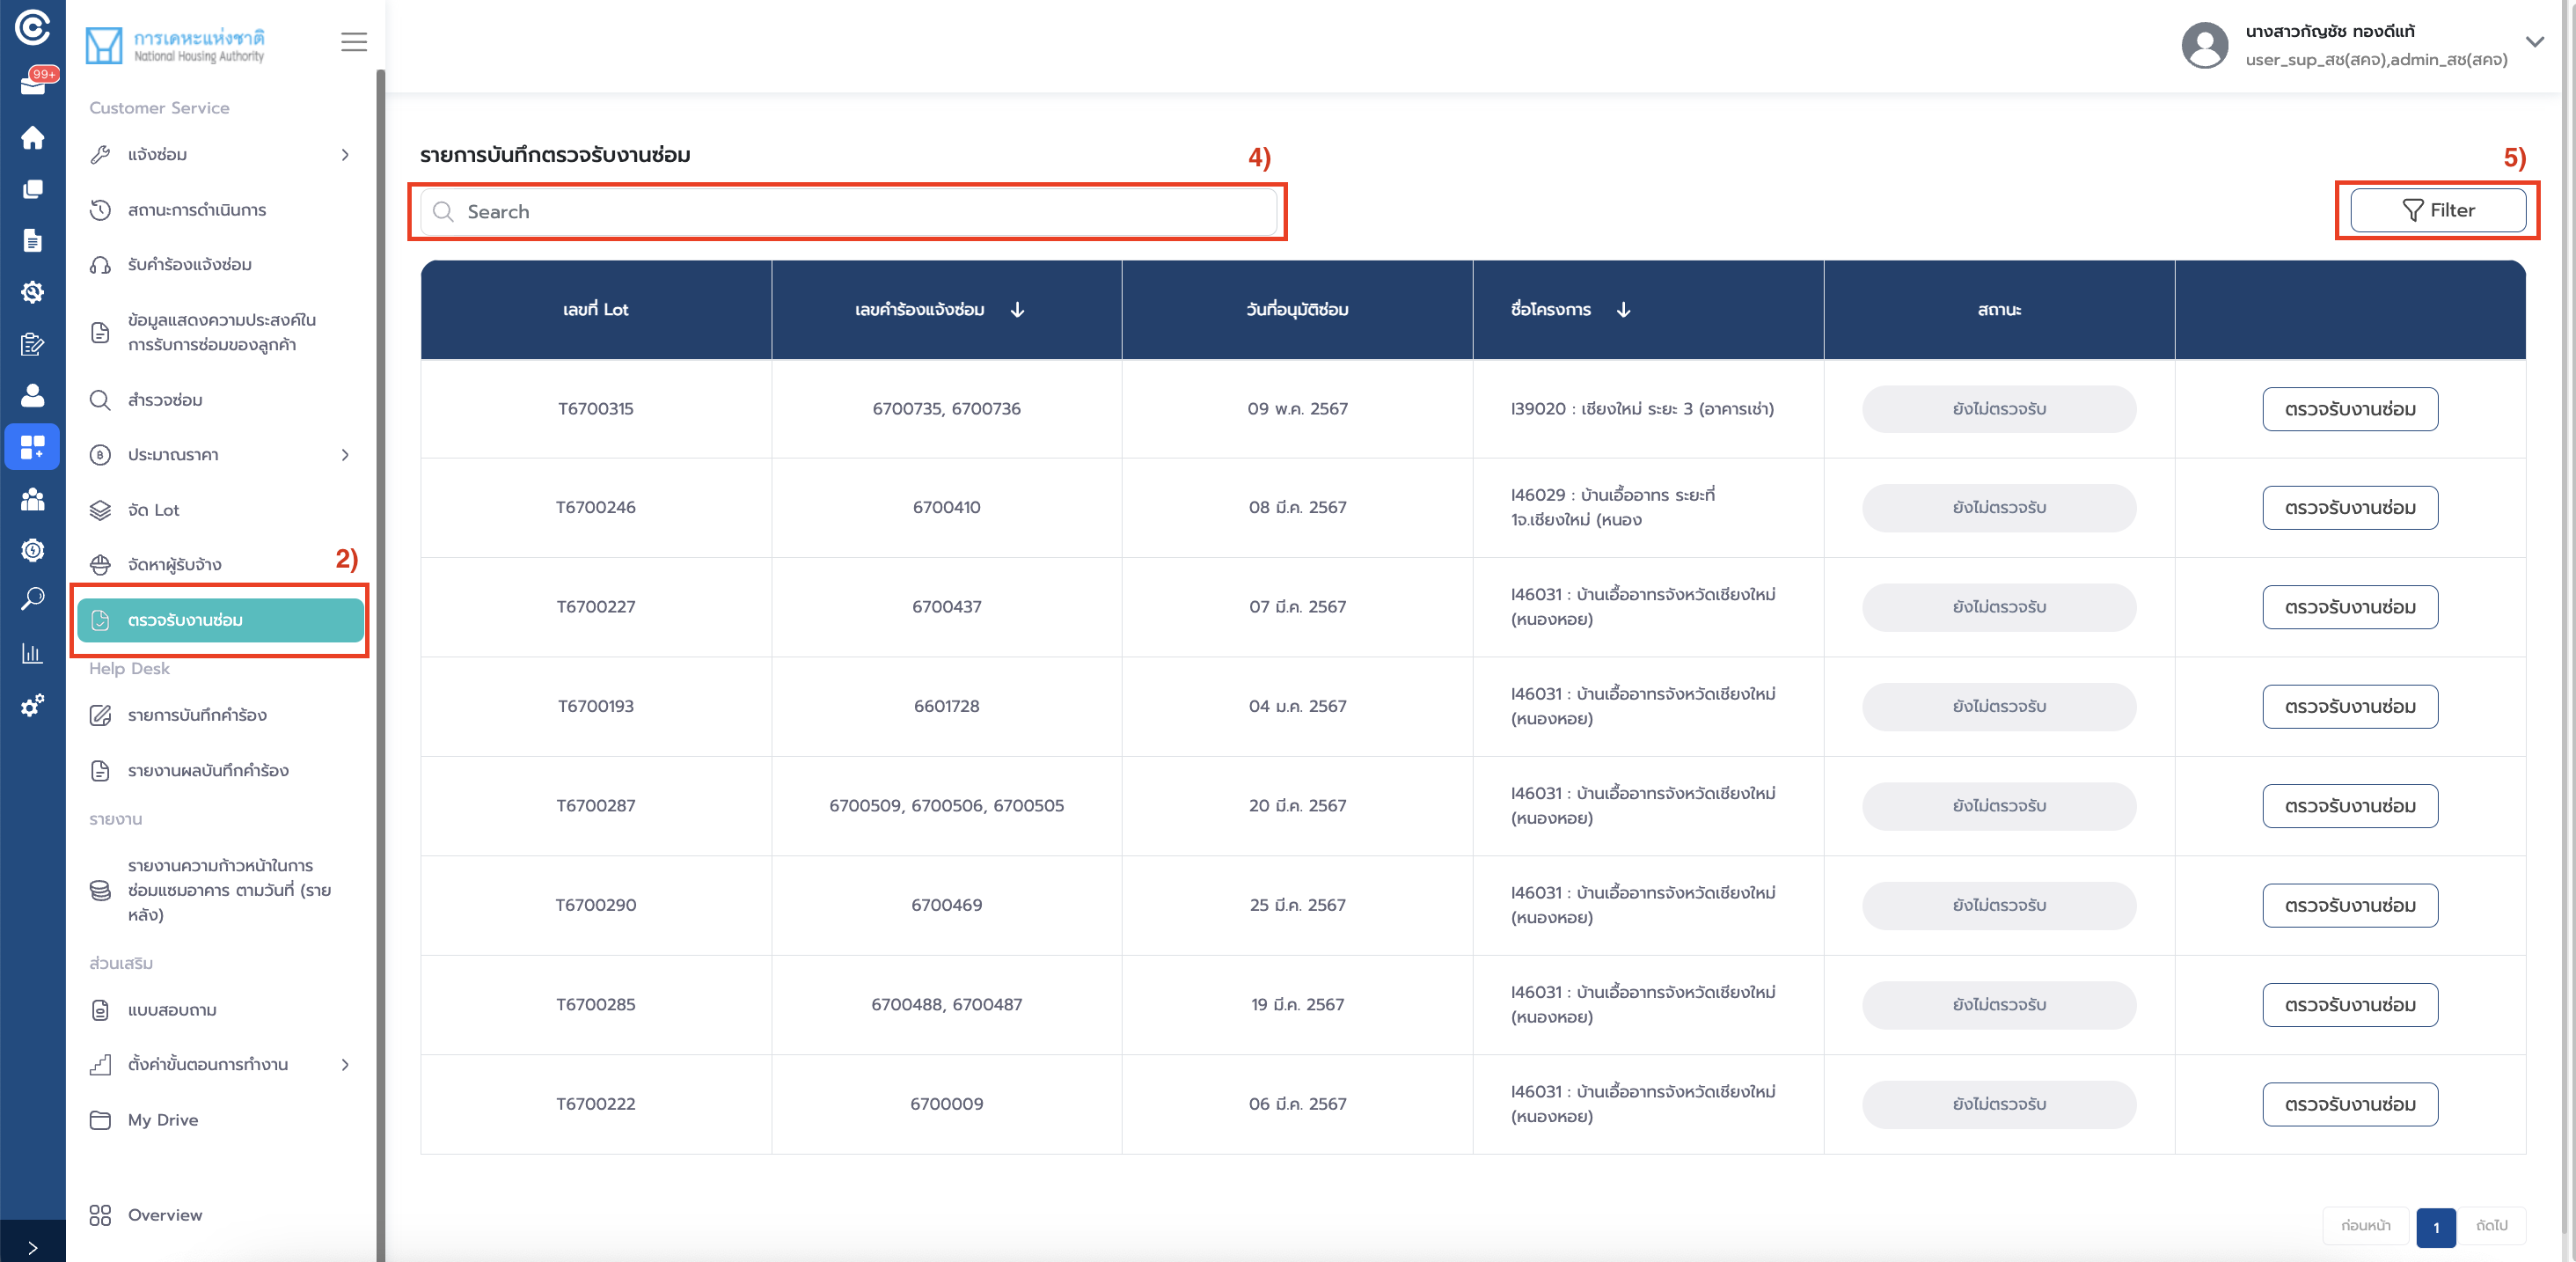 99+
การเคหะแห่งชาติ
National Housing Authority
Customer Service
แจ้งซ่อม
สถานะการดำเนินการ
รับคำร้องแจ้งซ่อม
ข้อมูลแสดงความประสงค์ใน
การรับการซ่อมของลูกค้า
สำรวจซ่อม
ประมาณราคา
จัด Lot
จัดหาผู้รับจ้าง
2)
ตรวจรับงานซ่อม
Help Desk
รายการบันทึกคำร้อง
รายงานผลบันทึกคำร้อง
รายงาน
รายงานความก้าวหน้าในการ
ซ่อมแซมอาคาร ตามวันที่ (ราย
หลัง)
ส่วนเสริม
แบบสอบถาม
ตั้งค่าขั้นตอนการทำงาน
My Drive
Overview
นางสาวกัญชัช ทองดีแท้
user_sup_สช(สคจ),admin_สช(สคจ)
รายการบันทึกตรวจรับงานซ่อม
4)
5)
Search
Filter
เลขที่ Lot เลขคำร้องแจ้งซ่อม วันที่อนุมัติซ่อม ชื่อโครงการ สถานะ
T6700315 6700735, 6700736 09 พ.ค. 2567 I39020 : เชียงใหม่ ระยะ 3 (อาคารเช่า) ยังไม่ตรวจรับ ตรวจรับงานซ่อม
T6700246 6700410 08 มี.ค. 2567 I46029 : บ้านเอื้ออาทร ระยะที่
1จ.เชียงใหม่ (หนอง ยังไม่ตรวจรับ ตรวจรับงานซ่อม
T6700227 6700437 07 มี.ค. 2567 I46031 : บ้านเอื้ออาทรจังหวัดเชียงใหม่
(หนองหอย) ยังไม่ตรวจรับ ตรวจรับงานซ่อม
T6700193 6601728 04 ม.ค. 2567 I46031 : บ้านเอื้ออาทรจังหวัดเชียงใหม่
(หนองหอย) ยังไม่ตรวจรับ ตรวจรับงานซ่อม
T6700287 6700509, 6700506, 6700505 20 มี.ค. 2567 I46031 : บ้านเอื้ออาทรจังหวัดเชียงใหม่
(หนองหอย) ยังไม่ตรวจรับ ตรวจรับงานซ่อม
T6700290 6700469 25 มี.ค. 2567 I46031 : บ้านเอื้ออาทรจังหวัดเชียงใหม่
(หนองหอย) ยังไม่ตรวจรับ ตรวจรับงานซ่อม
T6700285 6700488, 6700487 19 มี.ค. 2567 I46031 : บ้านเอื้ออาทรจังหวัดเชียงใหม่
(หนองหอย) ยังไม่ตรวจรับ ตรวจรับงานซ่อม
T6700222 6700009 06 มี.ค. 2567 I46031 : บ้านเอื้ออาทรจังหวัดเชียงใหม่
(หนองหอย) ยังไม่ตรวจรับ ตรวจรับงานซ่อม
ก่อนหน้า 1 ถัดไป